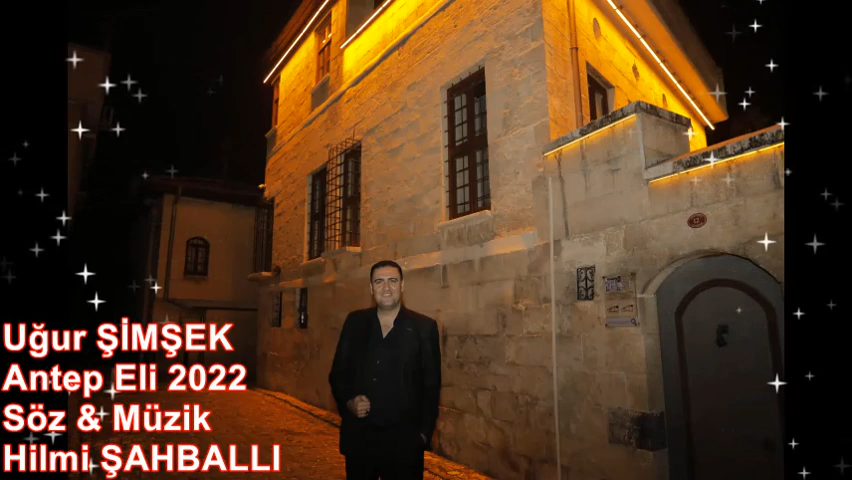 Uğur ŞİMŞEK
Antep Eli 2022
Söz & Müzik
Hilmi ŞAHBALLI